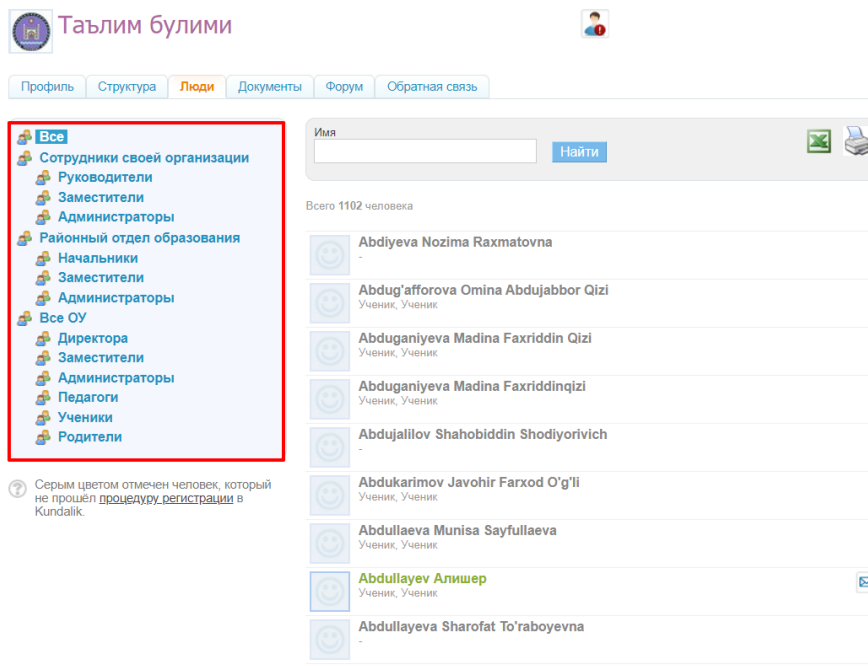 Таълим булими
Профиль Структура Люди Документы Форум Обратная связь
Все
Сотрудники своей организации
Руководители
Заместители
Администраторы
Районный отдел образования
Начальники
Заместители
Администраторы
Все ОУ
Директора
Заместители
Администраторы
Педагоги
Ученики
Родители
Серым цветом отмечен человек, который
не прошёл процедуру регистрации в
Kundalik.
Имя
Найти
Всего 1102 человека
Abdiyeva Nozima Raxmatovna
-
Abdug'afforova Omina Abdujabbor Qizi
Ученик, Ученик
Abduganiyeva Madina Faxriddin Qizi
Ученик, Ученик
Abduganiyeva Madina Faxriddinqizi
Ученик, Ученик
Abdujalilov Shahobiddin Shodiyorivich
-
Abdukarimov Javohir Farxod O'g'li
Ученик, Ученик
Abdullaeva Munisa Sayfullaeva
Ученик, Ученик
Abdullayev Алишер
Ученик, Ученик
Abdullayeva Sharofat To'raboyevna
-